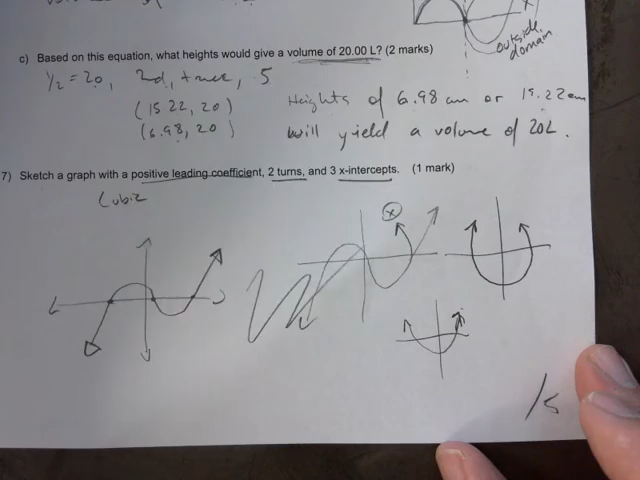 outside
domain
c) Based on this equation, what heights would give a volume of 20.00 L? (2 marks)
Y2 = 20, 2nd, trace, 5
(15.22, 20)
(6.98, 20)
Heights of 6.98 cm or 15.22 cm
will yield a volume of 20L.
7) Sketch a graph with a positive leading coefficient, 2 turns, and 3 x-intercepts. (1 mark)
Cubic
x
/5